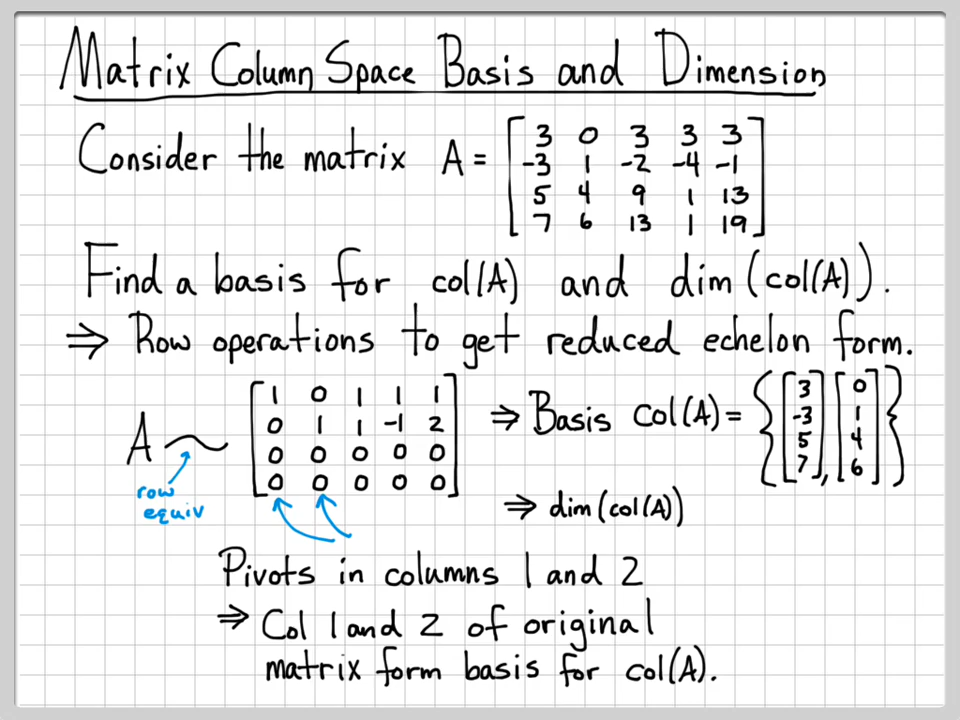 Matrix Column Space Basis and Dimension
Consider the matrix A = [3 0 3 3 3
-3 1 -2 -4 -1
5 4 9 1 13
7 6 13 1 19]
Find a basis for col(A) and dim(col(A)).
⇒ Row operations to get reduced echelon form.
A ~ [1 0 1 1 1
0 1 1 -1 2
0 0 0 0 0
0 0 0 0 0]
row
equiv
⇒ Basis col(A) = {[3
-3
5
7], [0
1
4
6]}
⇒ dim(col(A))
Pivots in columns 1 and 2
⇒ Col 1 and 2 of original
matrix form basis for col(A).